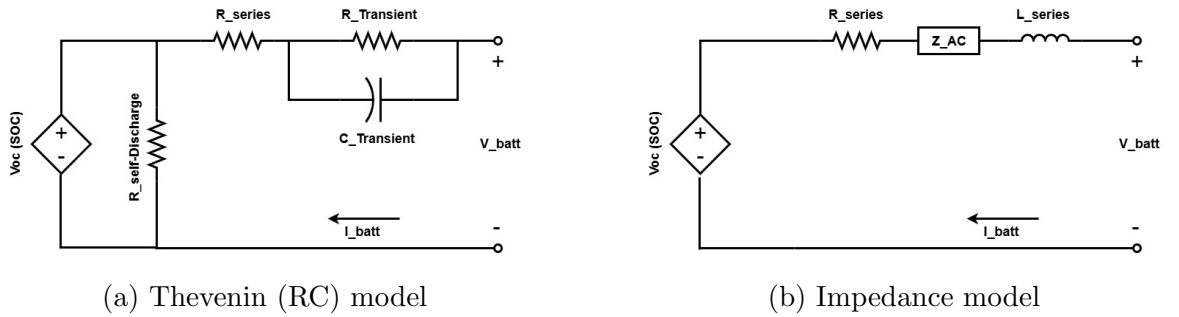 R_series
R_Transient
C_Transient
R_self-Discharge
Voc (SOC)
+
-
+
V_batt
-
I_batt
(a) Thevenin (RC) model
R_series
Z_AC
L_series
Voc (SOC)
+
-
+
V_batt
-
I_batt
(b) Impedance model